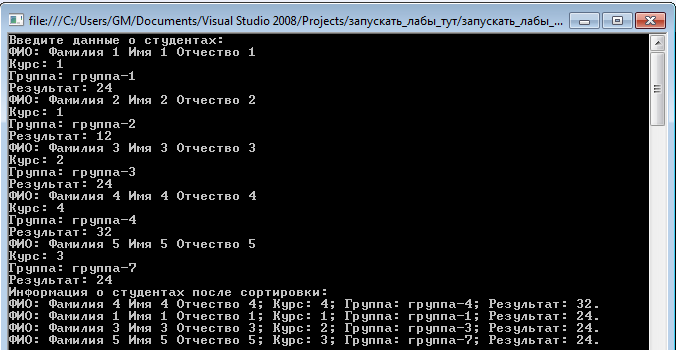 file:///C:/Users/GM/Documents/Visual Studio 2008/Projects/запускать_лабы_тут/запускать_лабы_...
Введите данные о студентах:
ФИО: Фамилия 1 Имя 1 Отчество 1
Курс: 1
Группа: группа-1
Результат: 24
ФИО: Фамилия 2 Имя 2 Отчество 2
Курс: 1
Группа: группа-2
Результат: 12
ФИО: Фамилия 3 Имя 3 Отчество 3
Курс: 2
Группа: группа-3
Результат: 24
ФИО: Фамилия 4 Имя 4 Отчество 4
Курс: 4
Группа: группа-4
Результат: 32
ФИО: Фамилия 5 Имя 5 Отчество 5
Курс: 3
Группа: группа-7
Результат: 24
Информация о студентах после сортировки:
ФИО: Фамилия 4 Имя 4 Отчество 4; Курс: 4; Группа: группа-4; Результат: 32.
ФИО: Фамилия 1 Имя 1 Отчество 1; Курс: 1; Группа: группа-1; Результат: 24.
ФИО: Фамилия 3 Имя 3 Отчество 3; Курс: 2; Группа: группа-3; Результат: 24.
ФИО: Фамилия 5 Имя 5 Отчество 5; Курс: 3; Группа: группа-7; Результат: 24.